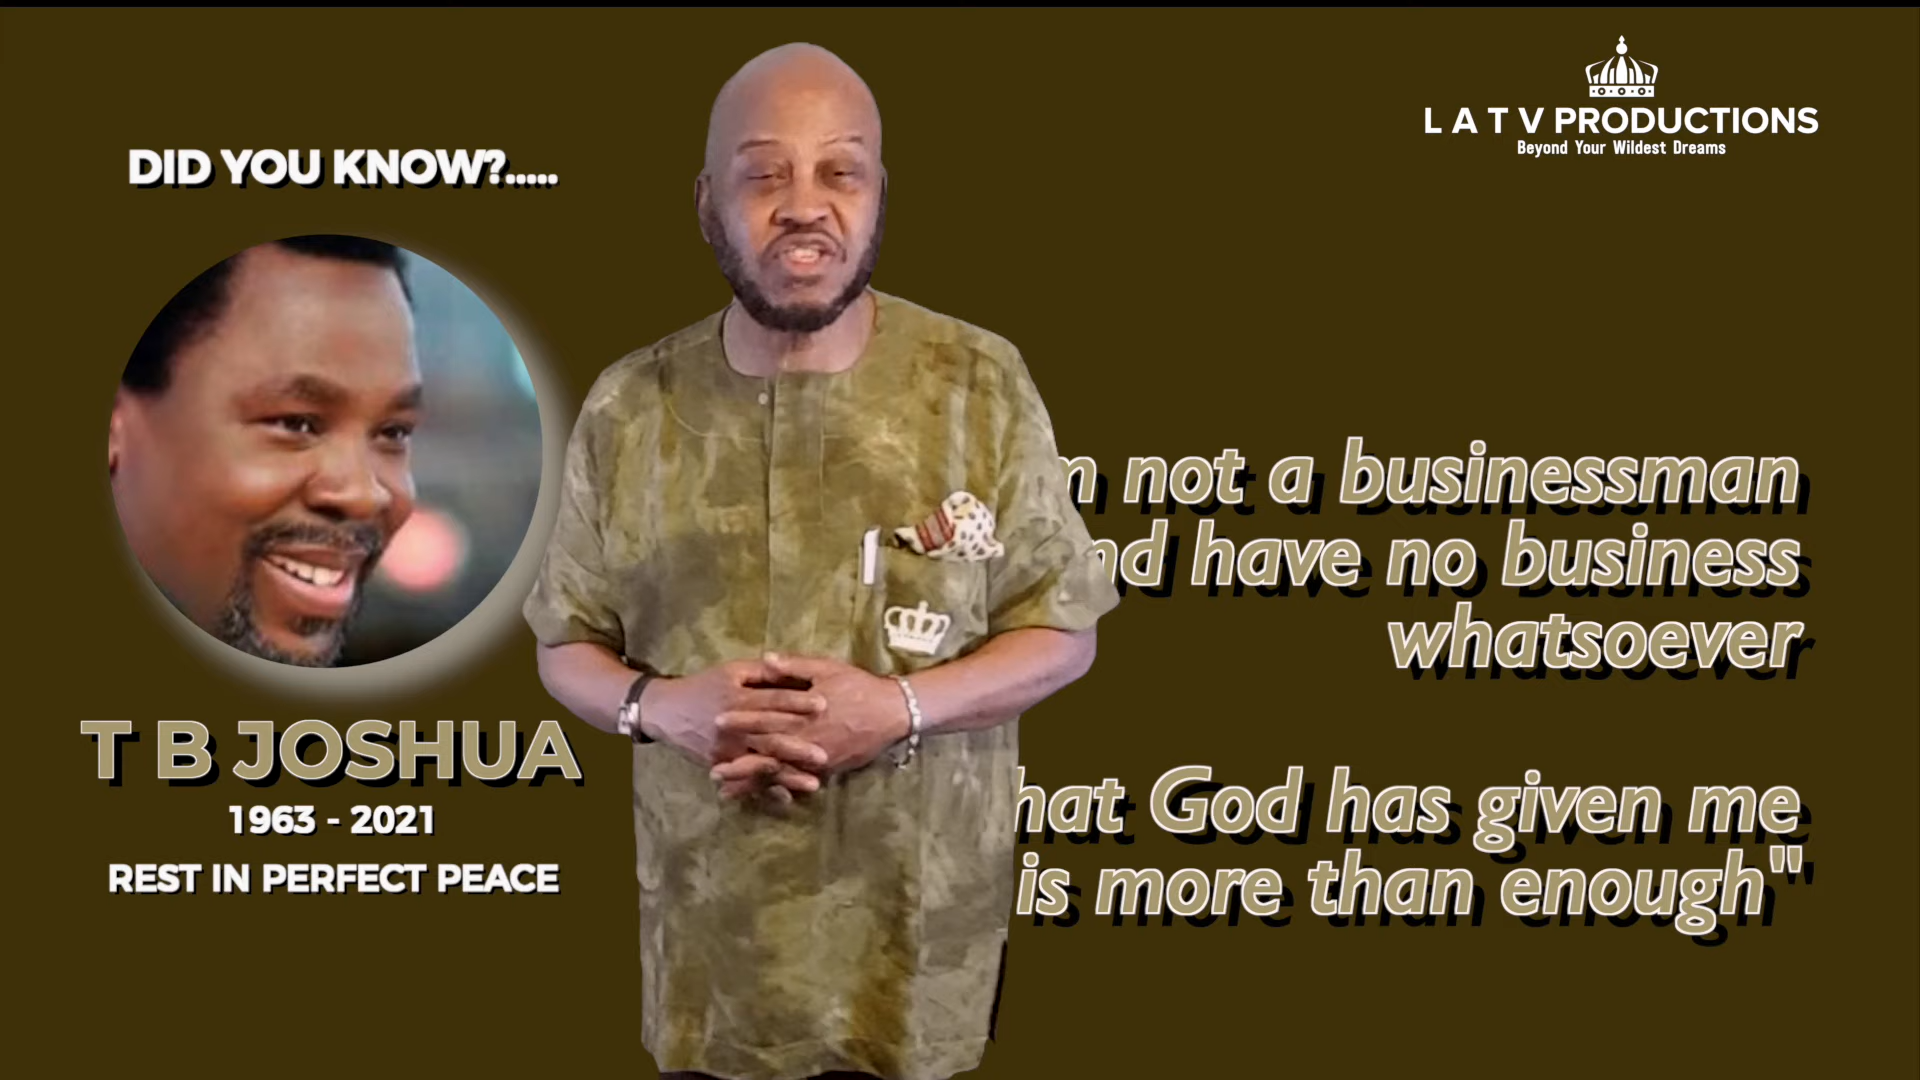 L A T V PRODUCTIONS
Beyond Your Wildest Dreams
DID YOU KNOW?.....
T B JOSHUA
1963 - 2021
REST IN PERFECT PEACE
not a businessman
have no business
whatsoever
God has given me
is more than enough"